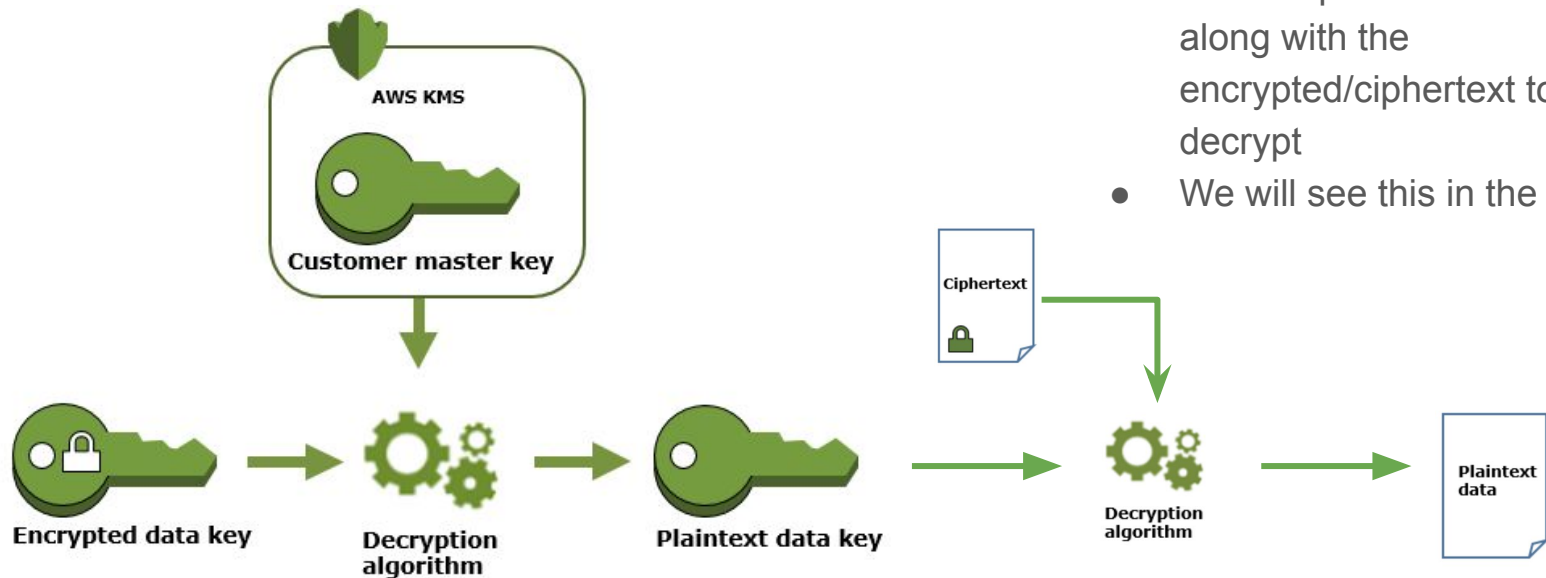 along with the
encrypted/ciphertext to
decrypt
● We will see this in the
AWS KMS
Customer master key
Ciphertext
Encrypted data key
Decryption
algorithm
Plaintext data key
Decryption
algorithm
Plaintext
data